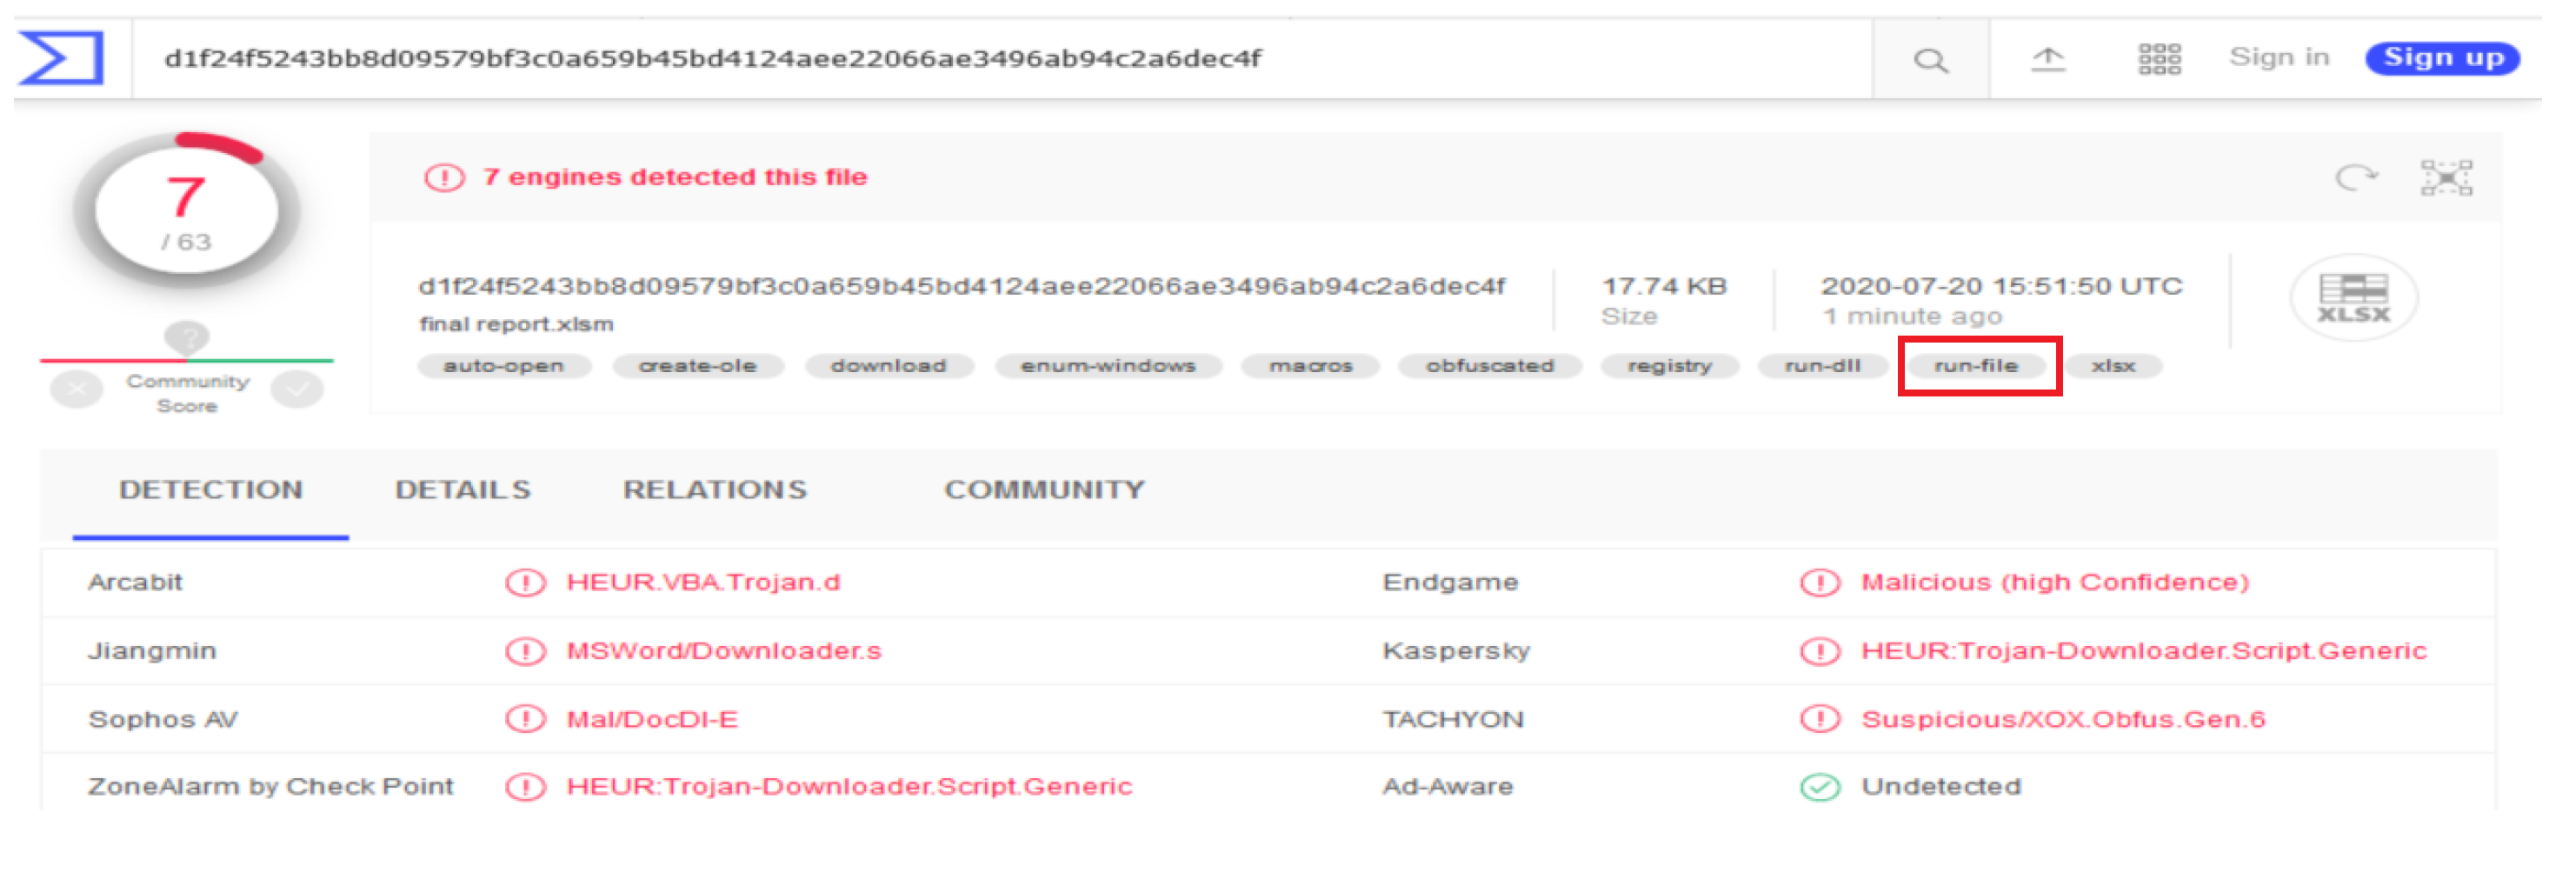 d1f24f5243bb8d09579bf3c0a659b45bd4124aee22066ae3496ab94c2a6dec4f Sign in Sign up
7 / 63
7 engines detected this file
d1f24f5243bb8d09579bf3c0a659b45bd4124aee22066ae3496ab94c2a6dec4f
final report.xlsm
17.74 KB
Size
2020-07-20 15:51:50 UTC
1 minute ago
XLSX
auto-open create-ole download enum-windows macros obfuscated registry run-dll run-file xlsx
?
Community
Score
DETECTION DETAILS RELATIONS COMMUNITY
Arcabit HEUR.VBA.Trojan.d Endgame Malicious (high Confidence)
Jiangmin MSWord/Downloader.s Kaspersky HEUR:Trojan-Downloader.Script.Generic
Sophos AV Mal/DocDl-E TACHYON Suspicious/XOX.Obfus.Gen.6
ZoneAlarm by Check Point HEUR:Trojan-Downloader.Script.Generic Ad-Aware Undetected